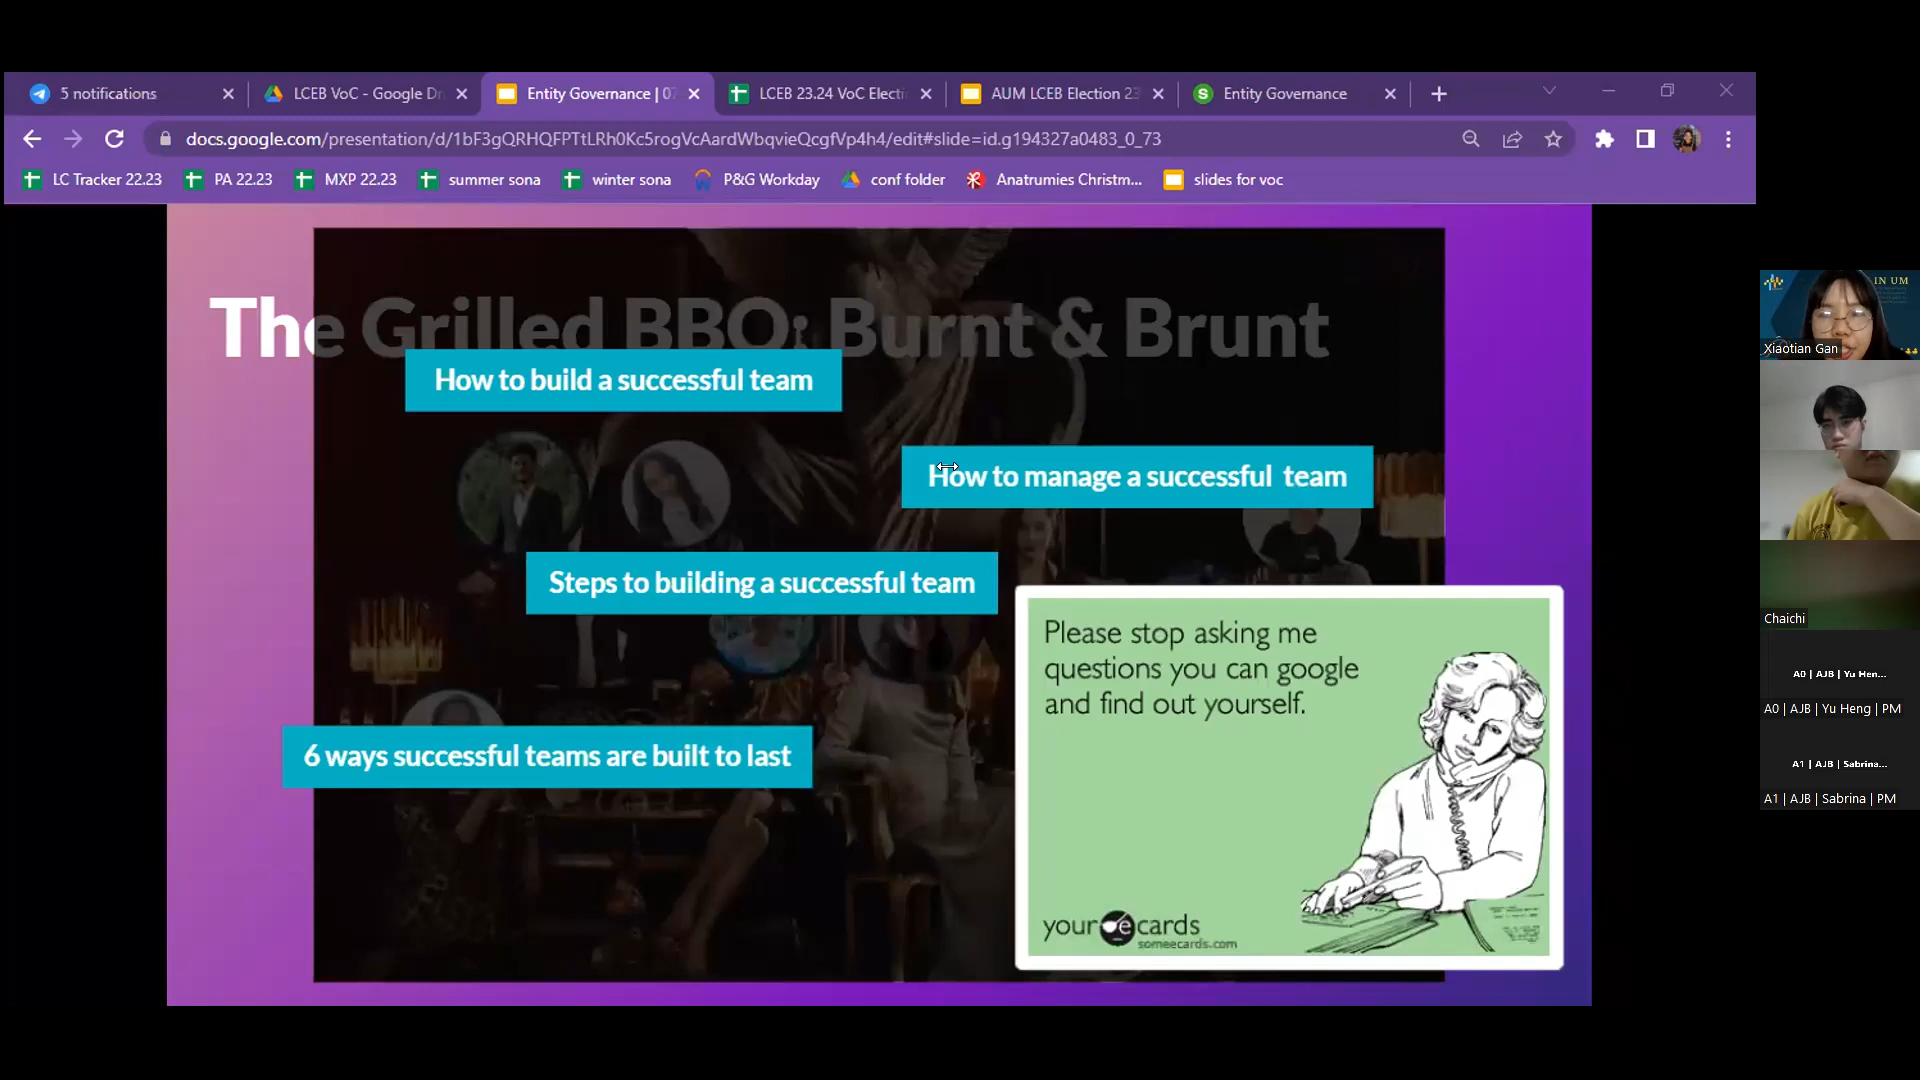 5 notifications
LCEB VoC - Google Dr
Entity Governance | 07
LCEB 23.24 VoC Electi
AUM LCEB Election 23
Entity Governance
docs.google.com/presentation/d/1bF3gQRHQFPTtLRh0Kc5rogVcAardWbqvieQcgfVp4h4/edit#slide=id.g194327a0483_0_73
LC Tracker 22.23
PA 22.23
MXP 22.23
summer sona
winter sona
P&G Workday
conf folder
Anatrumies Christm...
slides for voc
The Grilled BBQ: Burnt & Brunt
How to build a successful team
How to manage a successful team
Steps to building a successful team
6 ways successful teams are built to last
Please stop asking me
questions you can google
and find out yourself.
your e cards
someecards.com
IN UM
Xiaotian Gan
Chaichi
A0 | AJB | Yu Hen...
A0 | AJB | Yu Heng | PM
A1 | AJB | Sabrina...
A1 | AJB | Sabrina | PM